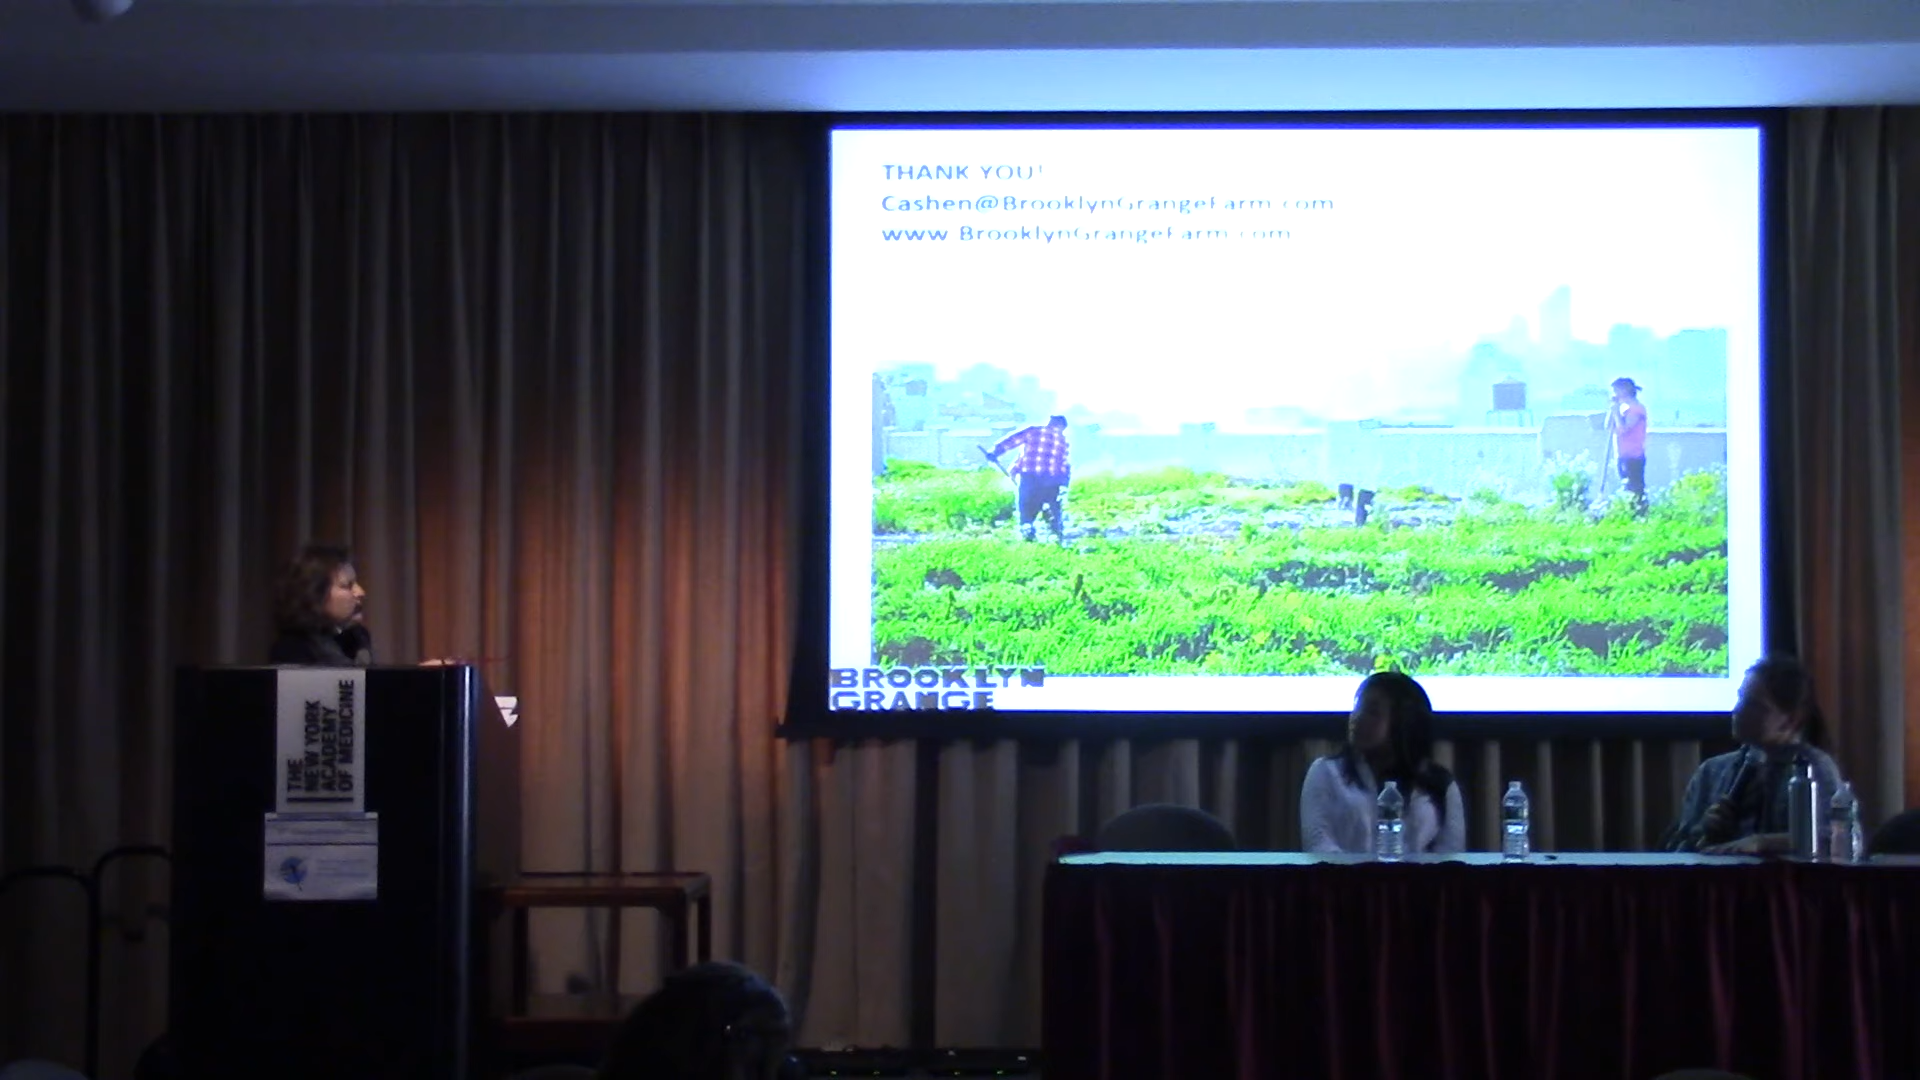 THANK YOU!
Cashen@BrooklynGrangeFarm.com
www.BrooklynGrangeFarm.com
BROOKLYN
GRANGE
THE
NEW YORK
ACADEMY
OF MEDICINE